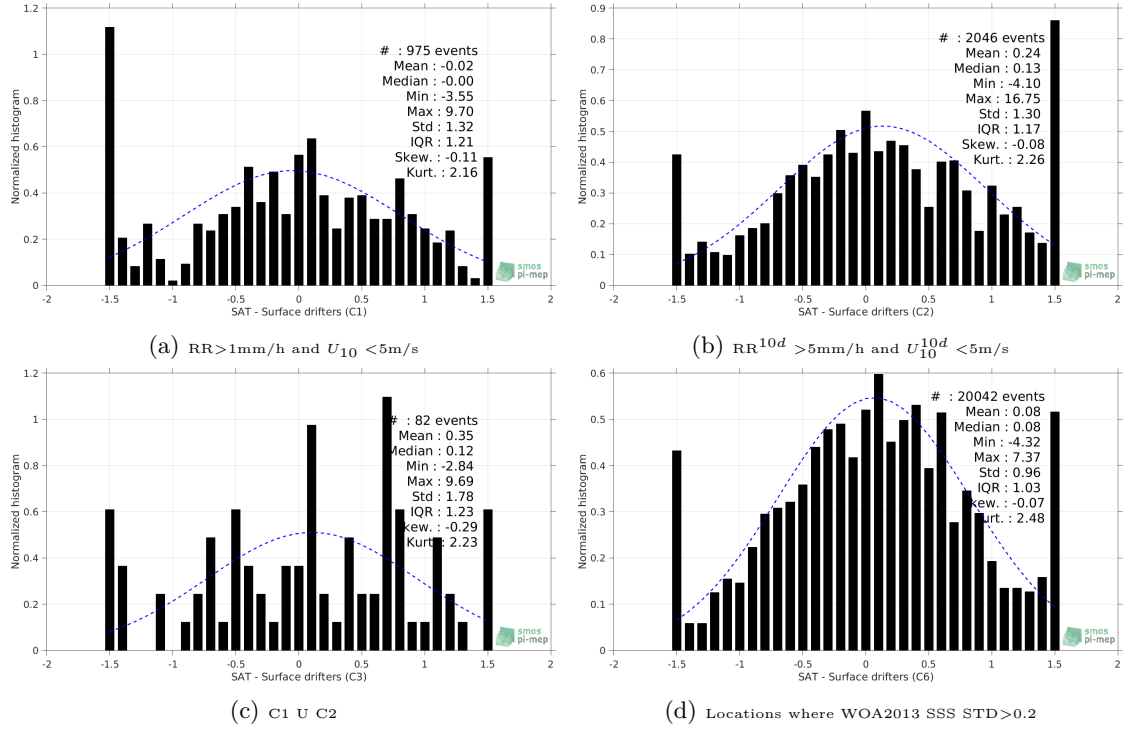 1.2
1
0.8
0.6
0.4
0.2
0
Normalized histogram
# : 975 events
Mean : -0.02
Median : -0.00
Min : -3.55
Max : 9.70
Std : 1.32
IQR : 1.21
Skew. : -0.11
Kurt. : 2.16
smos
pi-mep
-2 -1.5 -1 -0.5 0 0.5 1 1.5 2
SAT - Surface drifters (C1)
(a) RR>1mm/h and U10 <5m/s
0.9
0.8
0.7
0.6
0.5
0.4
0.3
0.2
0.1
0
Normalized histogram
# : 2046 events
Mean : 0.24
Median : 0.13
Min : -4.10
Max : 16.75
Std : 1.30
IQR : 1.17
Skew. : -0.08
Kurt. : 2.26
smos
pi-mep
-2 -1.5 -1 -0.5 0 0.5 1 1.5 2
SAT - Surface drifters (C2)
(b) RR10d >5mm/h and U10d10 <5m/s
1.2
1
0.8
0.6
0.4
0.2
0
Normalized histogram
# : 82 events
Mean : 0.35
Median : 0.12
Min : -2.84
Max : 9.69
Std : 1.78
IQR : 1.23
kew. : -0.29
Kurt. : 2.23
smos
pi-mep
-2 -1.5 -1 -0.5 0 0.5 1 1.5 2
SAT - Surface drifters (C3)
(c) C1 U C2
0.6
0.5
0.4
0.3
0.2
0.1
0
Normalized histogram
# : 20042 events
Mean : 0.08
Median : 0.08
Min : -4.32
Max : 7.37
Std : 0.96
IQR : 1.03
kew. : -0.07
urt. : 2.48
smos
pi-mep
-2 -1.5 -1 -0.5 0 0.5 1 1.5 2
SAT - Surface drifters (C6)
(d) Locations where WOA2013 SSS STD>0.2